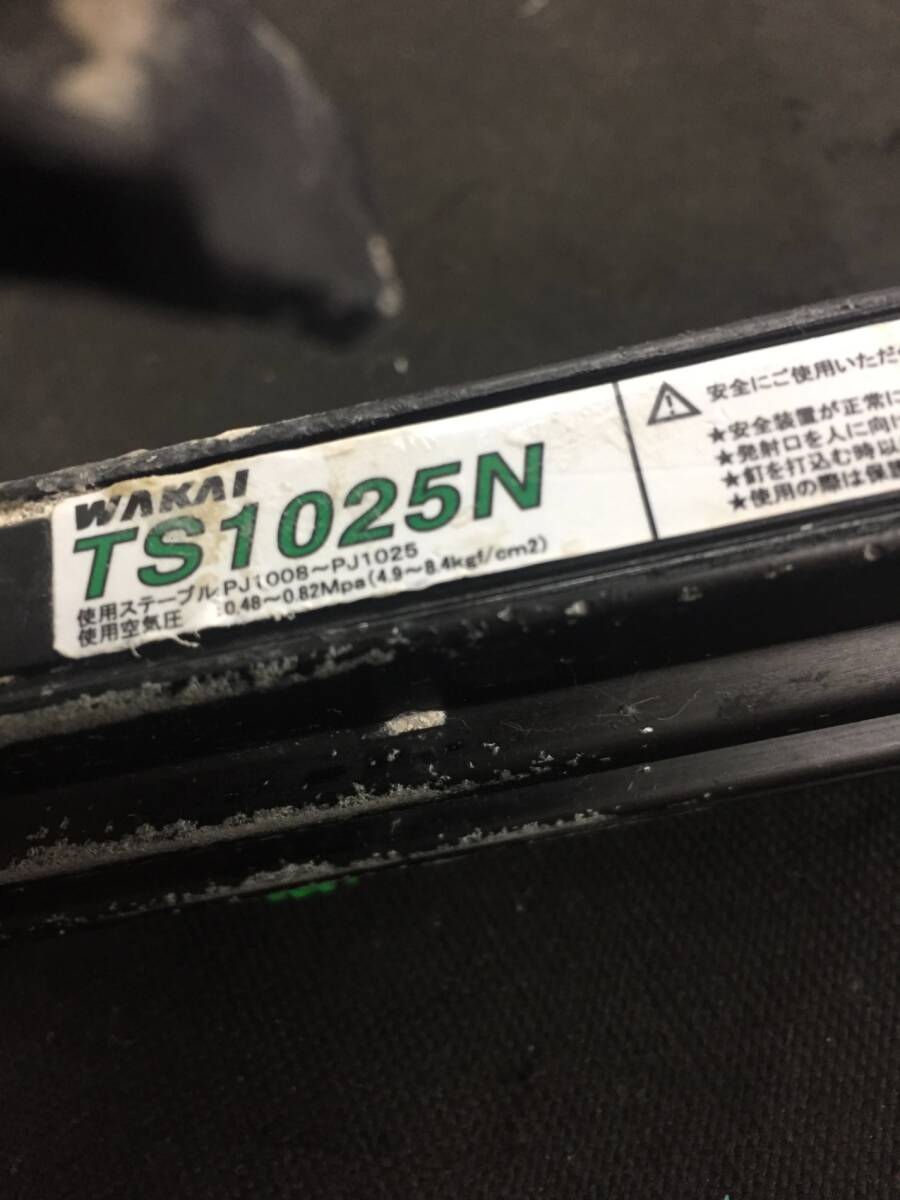 WAKAI
TS1025N
使用ステープル PJ1008～PJ1025
使用空気圧 0.48～0.82Mpa(4.9～8.4kgf/cm2)
安全にご使用いただ
★安全装置が正常に
★発射口を人に向け
★釘を打込む時以
★使用の際は保護